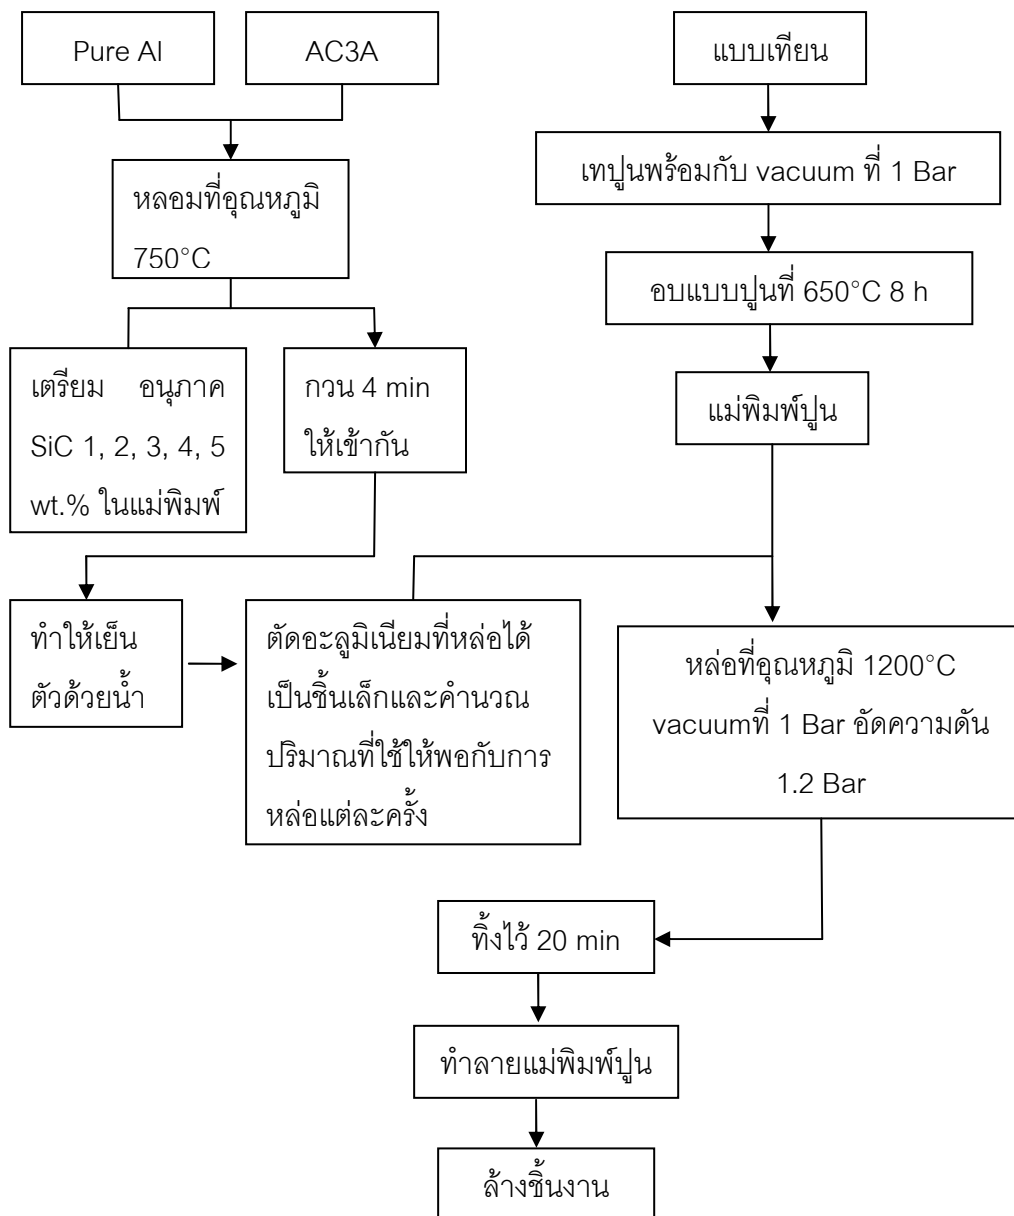 Pure Al
AC3A
แบบเทียน
เทปูนพร้อมกับ vacuum ที่ 1 Bar
หลอมที่อุณหภูมิ
750°C
อบแบบปูนที่ 650°C 8 h
เตรียม อนุภาค
SiC 1, 2, 3, 4, 5
wt.% ในแม่พิมพ์
กวน 4 min
ให้เข้ากัน
แม่พิมพ์ปูน
ทำให้เย็น
ตัวด้วยน้ำ
ตัดอะลูมิเนียมที่หล่อได้
เป็นชิ้นเล็กและคำนวณ
ปริมาณที่ใช้ให้พอกับการ
หล่อแต่ละครั้ง
หล่อที่อุณหภูมิ 1200°C
vacuumที่ 1 Bar อัดความดัน
1.2 Bar
ทิ้งไว้ 20 min
ทำลายแม่พิมพ์ปูน
ล้างชิ้นงาน